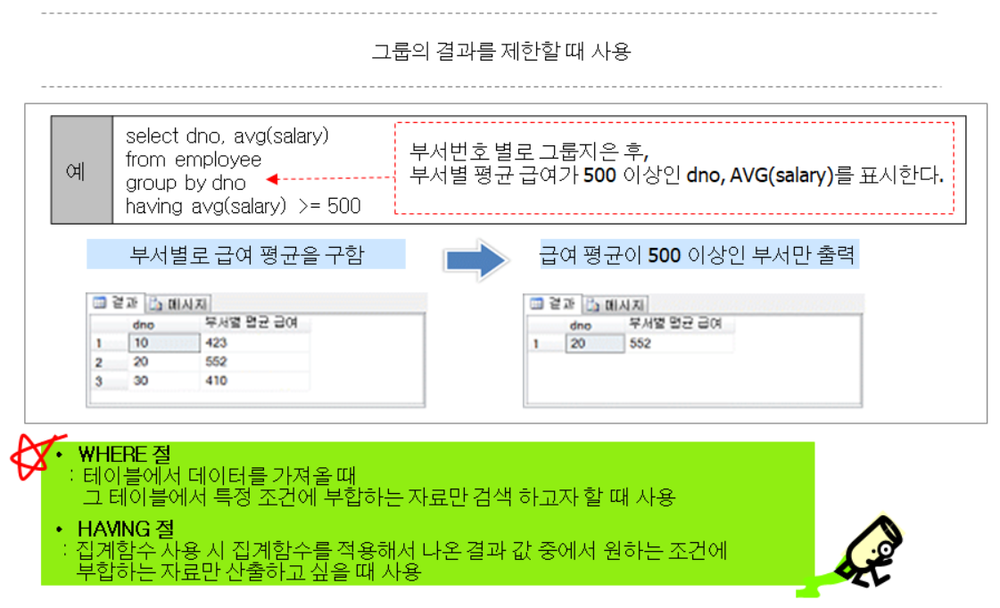 그룹의 결과를 제한할 때 사용
예
select dno, avg(salary)
from employee
group by dno
having avg(salary) >= 500
부서번호 별로 그룹지은 후,
부서별 평균 급여가 500 이상인 dno, AVG(salary)를 표시한다.
부서별로 급여 평균을 구함
급여 평균이 500 이상인 부서만 출력
결과 메시지
dno 부서별 평균 급여
1 10 423
2 20 552
3 30 410
결과 메시지
dno 부서별 평균 급여
1 20 552
• WHERE 절
: 테이블에서 데이터를 가져올 때
그 테이블에서 특정 조건에 부합하는 자료만 검색 하고자 할 때 사용
• HAVING 절
: 집계함수 사용 시 집계함수를 적용해서 나온 결과 값 중에서 원하는 조건에
부합하는 자료만 산출하고 싶을 때 사용